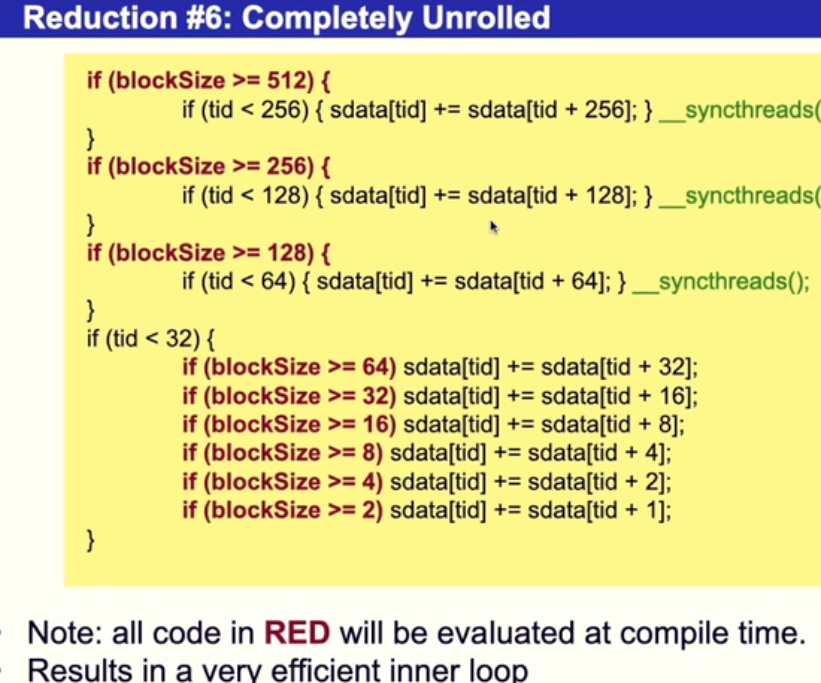 Reduction #6: Completely Unrolled
if (blockSize >= 512) {
if (tid < 256) { sdata[tid] += sdata[tid + 256]; } __syncthreads(
}
if (blockSize >= 256) {
if (tid < 128) { sdata[tid] += sdata[tid + 128]; } __syncthreads(
}
if (blockSize >= 128) {
if (tid < 64) { sdata[tid] += sdata[tid + 64]; } __syncthreads();
}
if (tid < 32) {
if (blockSize >= 64) sdata[tid] += sdata[tid + 32];
if (blockSize >= 32) sdata[tid] += sdata[tid + 16];
if (blockSize >= 16) sdata[tid] += sdata[tid + 8];
if (blockSize >= 8) sdata[tid] += sdata[tid + 4];
if (blockSize >= 4) sdata[tid] += sdata[tid + 2];
if (blockSize >= 2) sdata[tid] += sdata[tid + 1];
}
Note: all code in RED will be evaluated at compile time.
Results in a very efficient inner loop